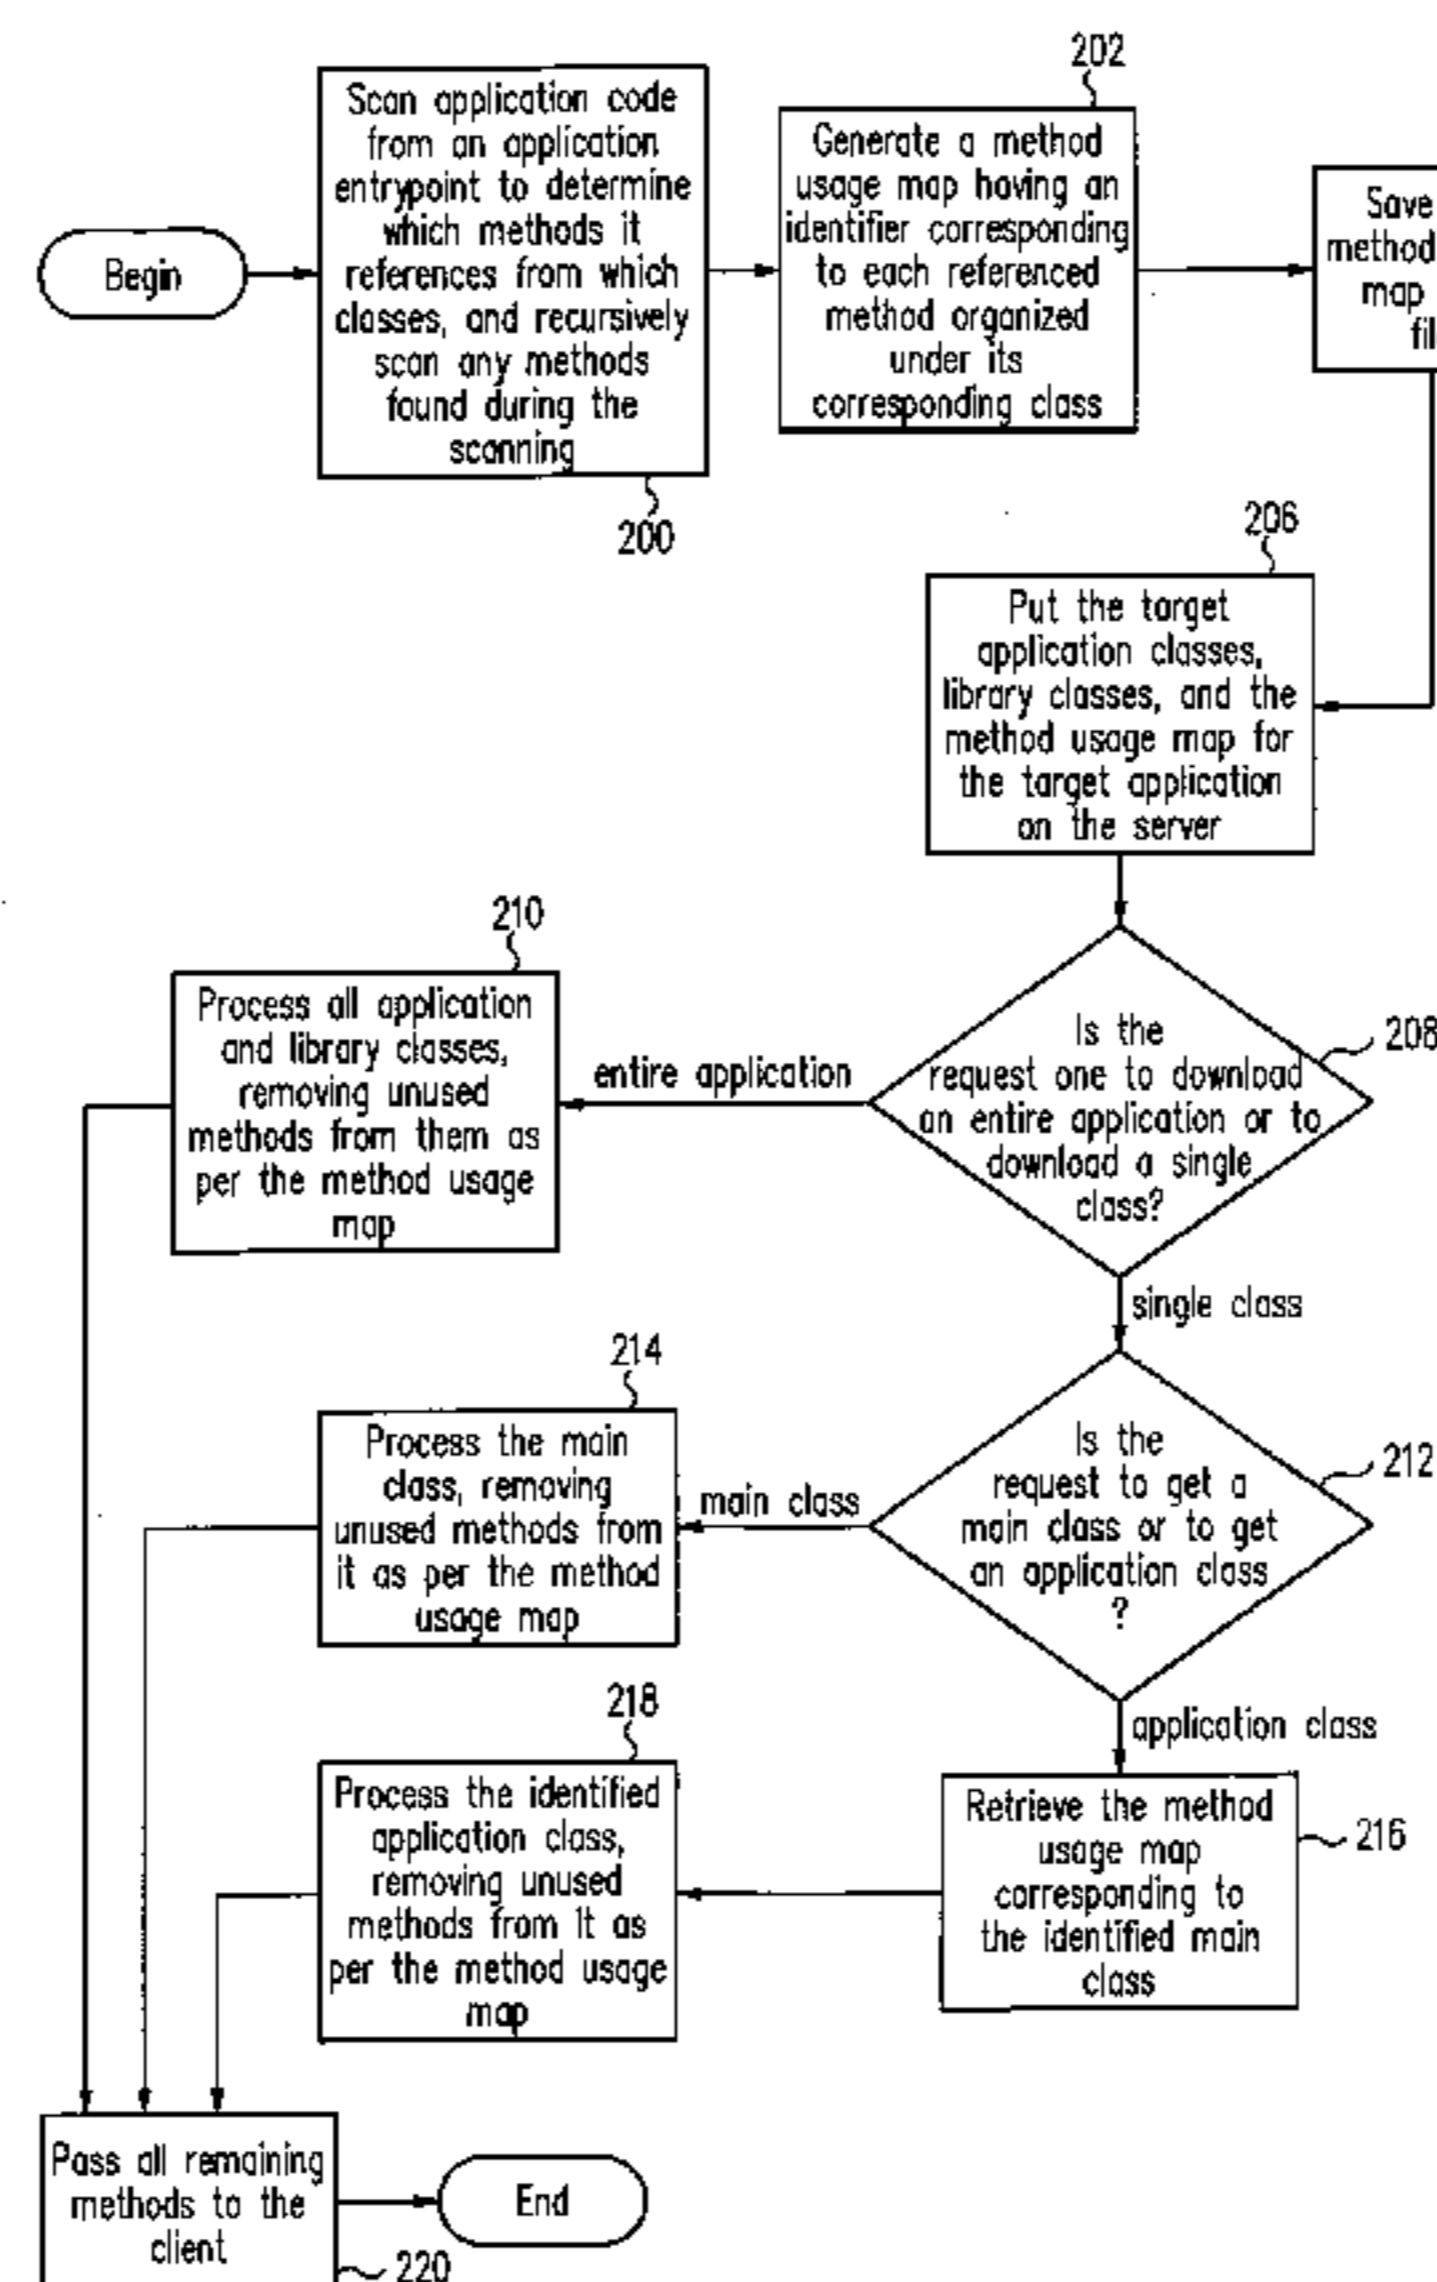 Begin
Scan application code
from an application
entrypoint to determine
which methods it
references from which
classes, and recursively
scan any methods
found during the
scanning
200
202
Generate a method
usage map having an
identifier corresponding
to each referenced
method organized
under its
corresponding class
Save
method
map
fil
206
Put the target
application classes,
library classes, and the
method usage map for
the target application
on the server
208
Is the
request one to download
an entire application or to
download a single
class?
entire application
210
Process all application
and library classes,
removing unused
methods from them as
per the method usage
map
single class
212
Is the
request to get a
main class or to get
an application class
?
main class
214
Process the main
class, removing
unused methods from
it as per the method
usage map
application class
Retrieve the method
usage map
corresponding to
the identified main
class
216
218
Process the identified
application class,
removing unused
methods from it as
per the method usage
map
Pass all remaining
methods to the
client
220
End